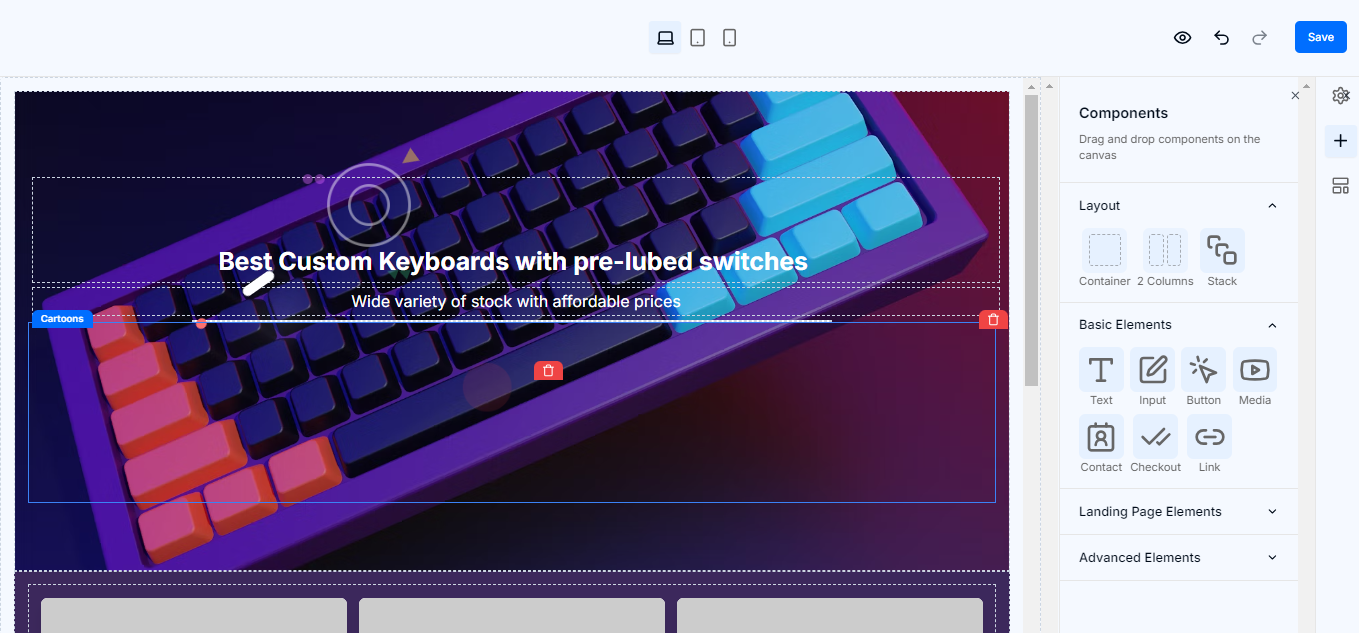 Save
Components
Drag and drop components on the
canvas
Layout
Container
2 Columns
Stack
Basic Elements
Text
Input
Button
Media
Contact
Checkout
Link
Landing Page Elements
Advanced Elements
Best Custom Keyboards with pre-lubed switches
Wide variety of stock with affordable prices
Cartoons